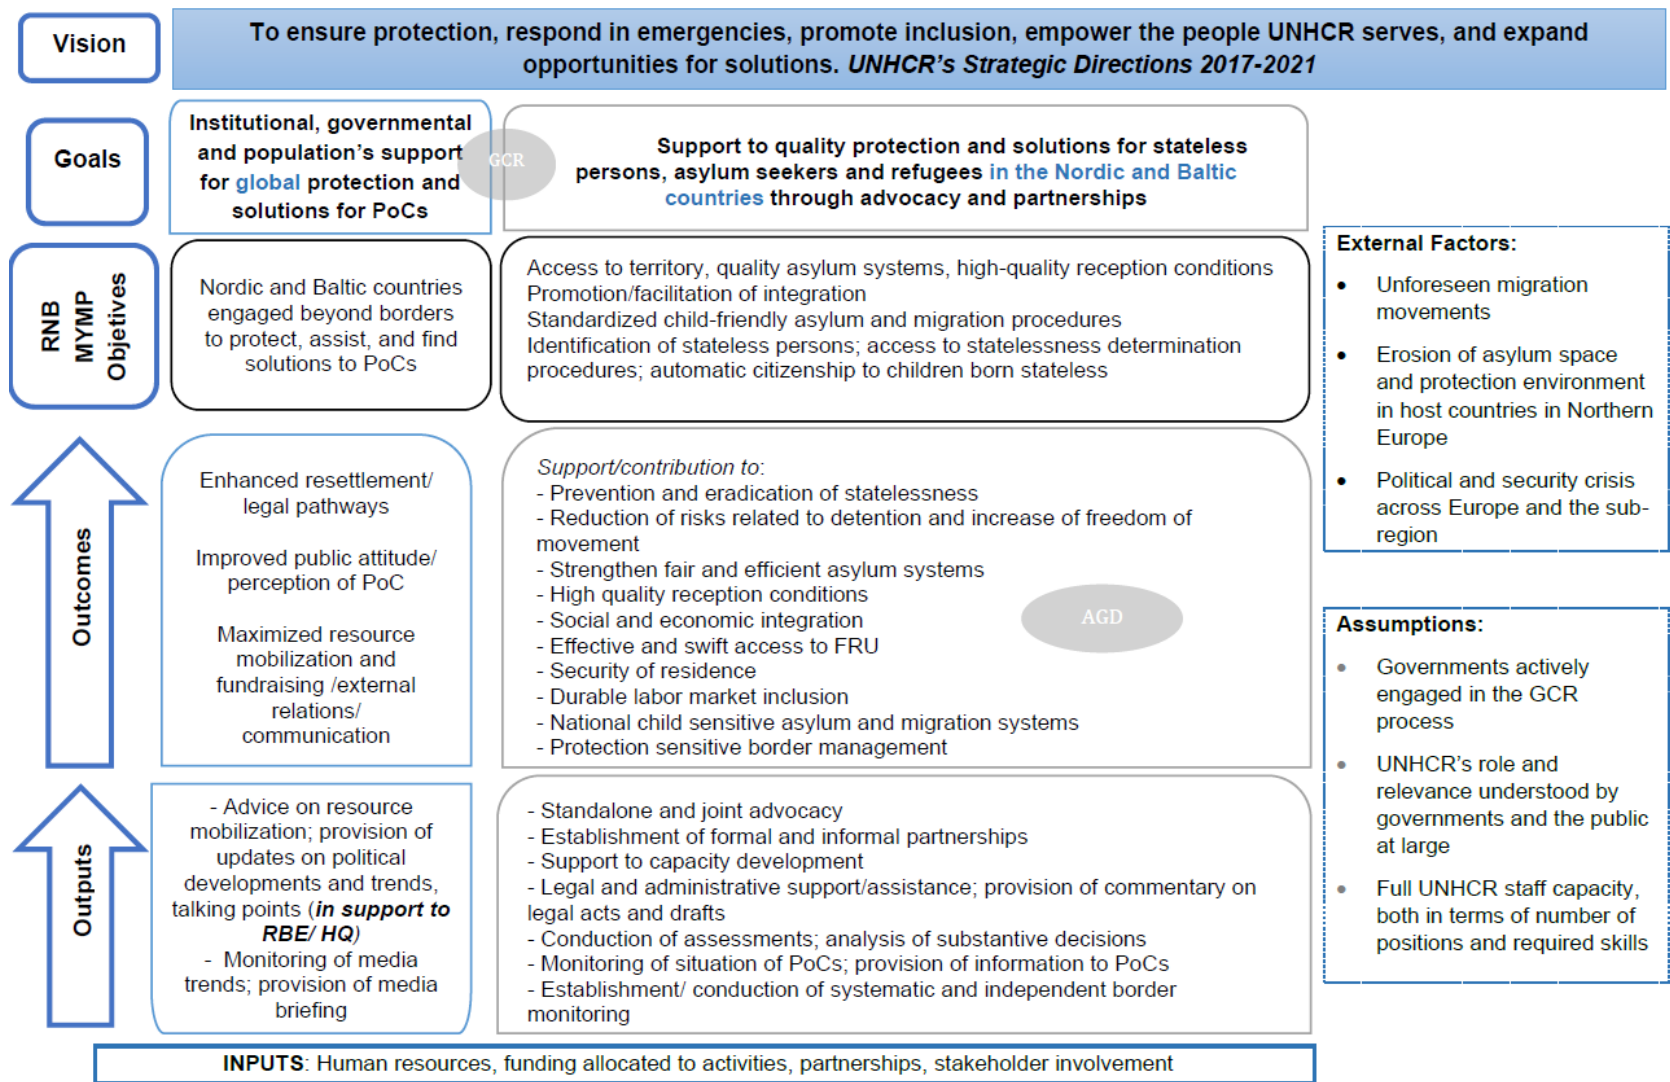 Vision
To ensure protection, respond in emergencies, promote inclusion, empower the people UNHCR serves, and expand
opportunities for solutions. UNHCR's Strategic Directions 2017-2021
Goals
Institutional, governmental
and population's support
for global protection and
solutions for PoCs
GCR
Support to quality protection and solutions for stateless
persons, asylum seekers and refugees in the Nordic and Baltic
countries through advocacy and partnerships
RNB
MYMP
Objetives
Nordic and Baltic countries
engaged beyond borders
to protect, assist, and find
solutions to PoCs
Access to territory, quality asylum systems, high-quality reception conditions
Promotion/facilitation of integration
Standardized child-friendly asylum and migration procedures
Identification of stateless persons; access to statelessness determination
procedures; automatic citizenship to children born stateless
Outcomes
Enhanced resettlement/
legal pathways
Improved public attitude/
perception of PoC
Maximized resource
mobilization and
fundraising /external
relations/
communication
Support/contribution to:
- Prevention and eradication of statelessness
- Reduction of risks related to detention and increase of freedom of
movement
- Strengthen fair and efficient asylum systems
- High quality reception conditions
- Social and economic integration
- Effective and swift access to FRU
- Security of residence
- Durable labor market inclusion
- National child sensitive asylum and migration systems
- Protection sensitive border management
AGD
Outputs
- Advice on resource
mobilization; provision of
updates on political
developments and trends,
talking points (in support to
RBE/ HQ)
- Monitoring of media
trends; provision of media
briefing
- Standalone and joint advocacy
- Establishment of formal and informal partnerships
- Support to capacity development
- Legal and administrative support/assistance; provision of commentary on
legal acts and drafts
- Conduction of assessments; analysis of substantive decisions
- Monitoring of situation of PoCs; provision of information to PoCs
- Establishment/ conduction of systematic and independent border
monitoring
INPUTS: Human resources, funding allocated to activities, partnerships, stakeholder involvement
External Factors:
• Unforeseen migration
movements
• Erosion of asylum space
and protection environment
in host countries in Northern
Europe
• Political and security crisis
across Europe and the sub-
region
Assumptions:
• Governments actively
engaged in the GCR
process
• UNHCR's role and
relevance understood by
governments and the public
at large
• Full UNHCR staff capacity,
both in terms of number of
positions and required skills